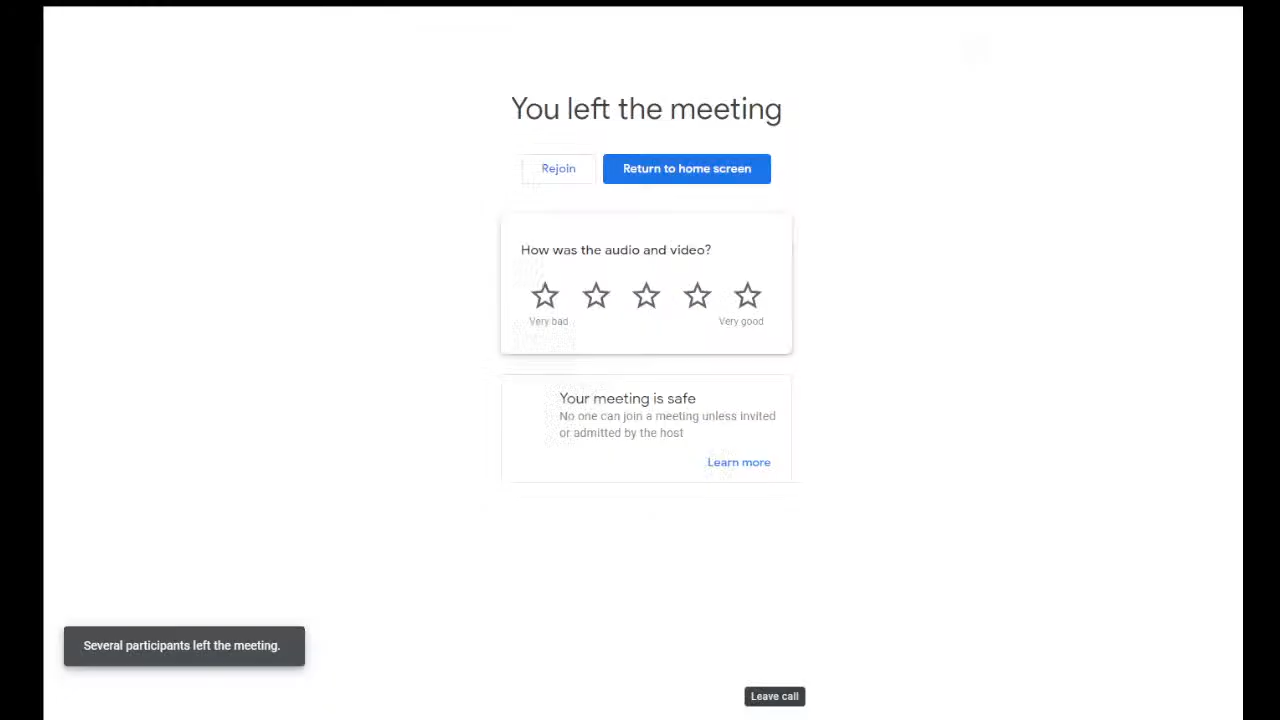 You left the meeting
Rejoin
Return to home screen
How was the audio and video?
Very bad
Very good
Your meeting is safe
No one can join a meeting unless invited
or admitted by the host
Learn more
Several participants left the meeting.
Leave call